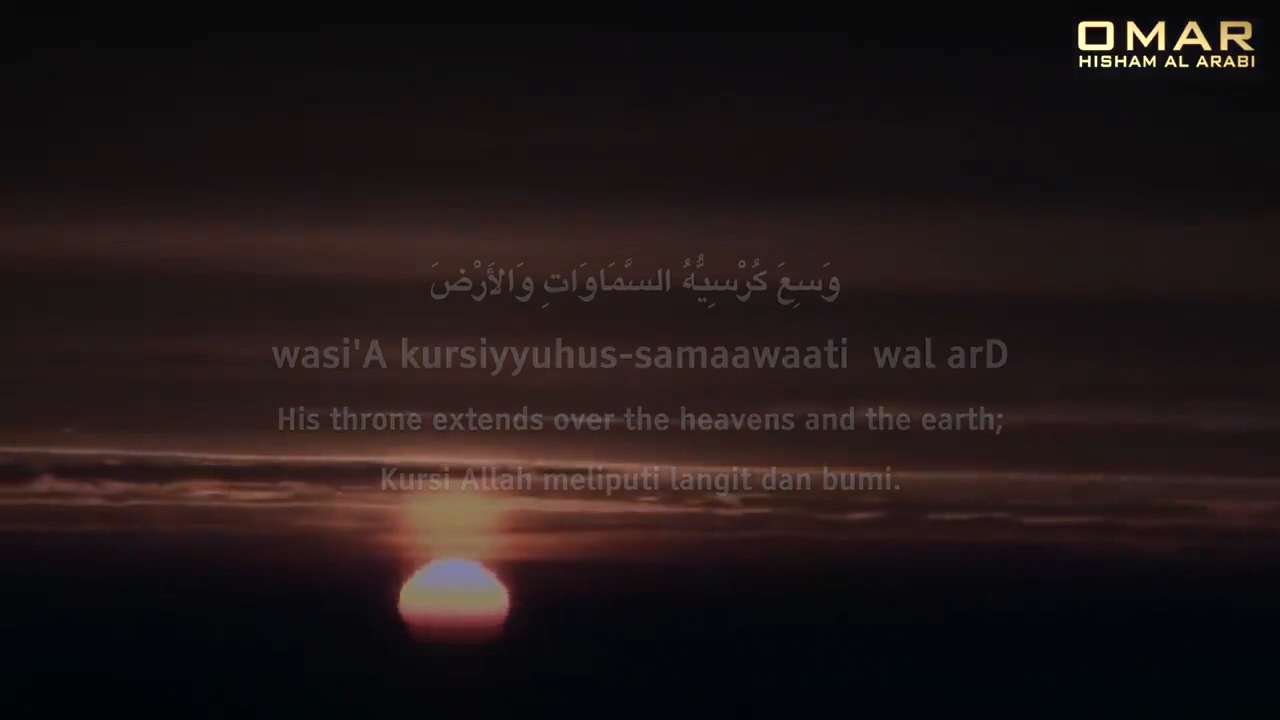 OMAR
HISHAM AL ARABI
وَسِعَ كُرْسِيُّهُ السَّمَاوَاتِ وَالأَرْضَ
wasi'A kursiyyuhus-samaawaati wal arD
His throne extends over the heavens and the earth;
Kursi Allah meliputi langit dan bumi.